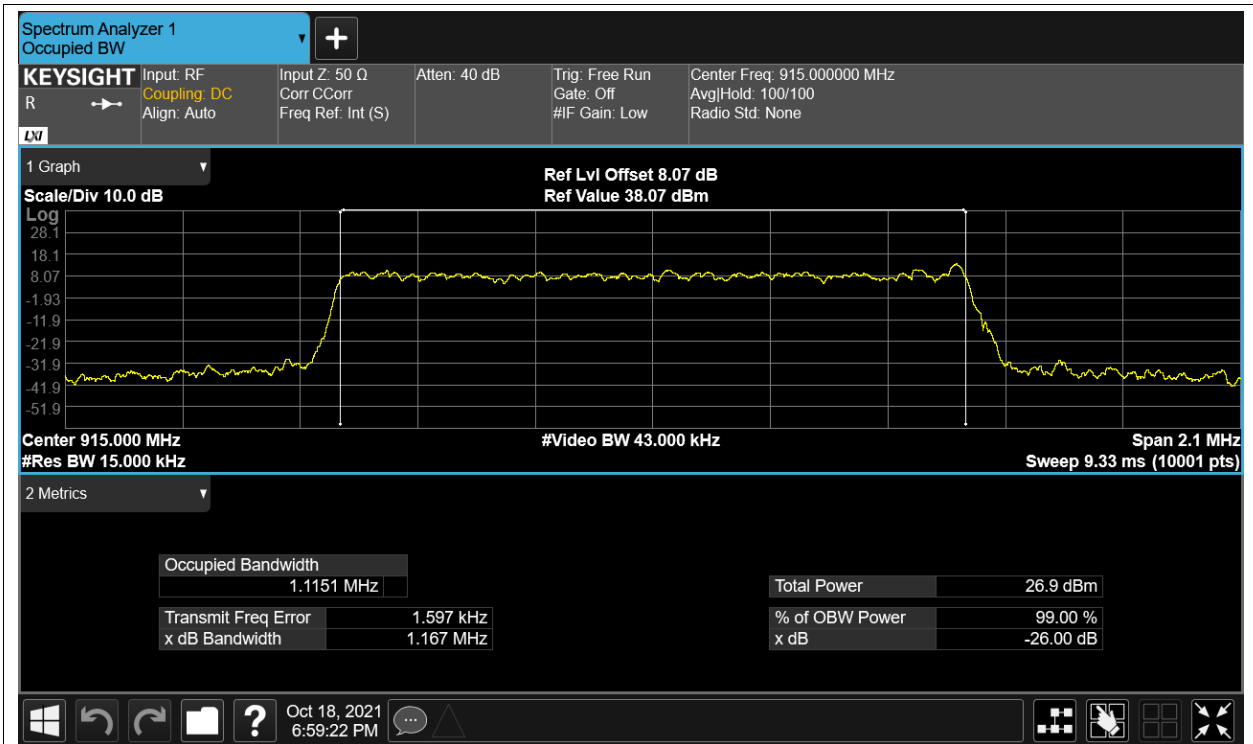 Spectrum Analyzer 1
Occupied BW
+
KEYSIGHT
R
LXI
Input: RF
Coupling: DC
Align: Auto
Input Z: 50 Ω
Corr CCorr
Freq Ref: Int (S)
Atten: 40 dB
Trig: Free Run
Gate: Off
#IF Gain: Low
Center Freq: 915.000000 MHz
Avg|Hold: 100/100
Radio Std: None
1 Graph
Scale/Div 10.0 dB
Ref Lvl Offset 8.07 dB
Ref Value 38.07 dBm
Log
28.1
18.1
8.07
-1.93
-11.9
-21.9
-31.9
-41.9
-51.9
Center 915.000 MHz
#Res BW 15.000 kHz
#Video BW 43.000 kHz
Span 2.1 MHz
Sweep 9.33 ms (10001 pts)
2 Metrics
Occupied Bandwidth
1.1151 MHz
Transmit Freq Error 1.597 kHz
x dB Bandwidth 1.167 MHz
Total Power 26.9 dBm
% of OBW Power 99.00 %
x dB -26.00 dB
?
Oct 18, 2021
6:59:22 PM